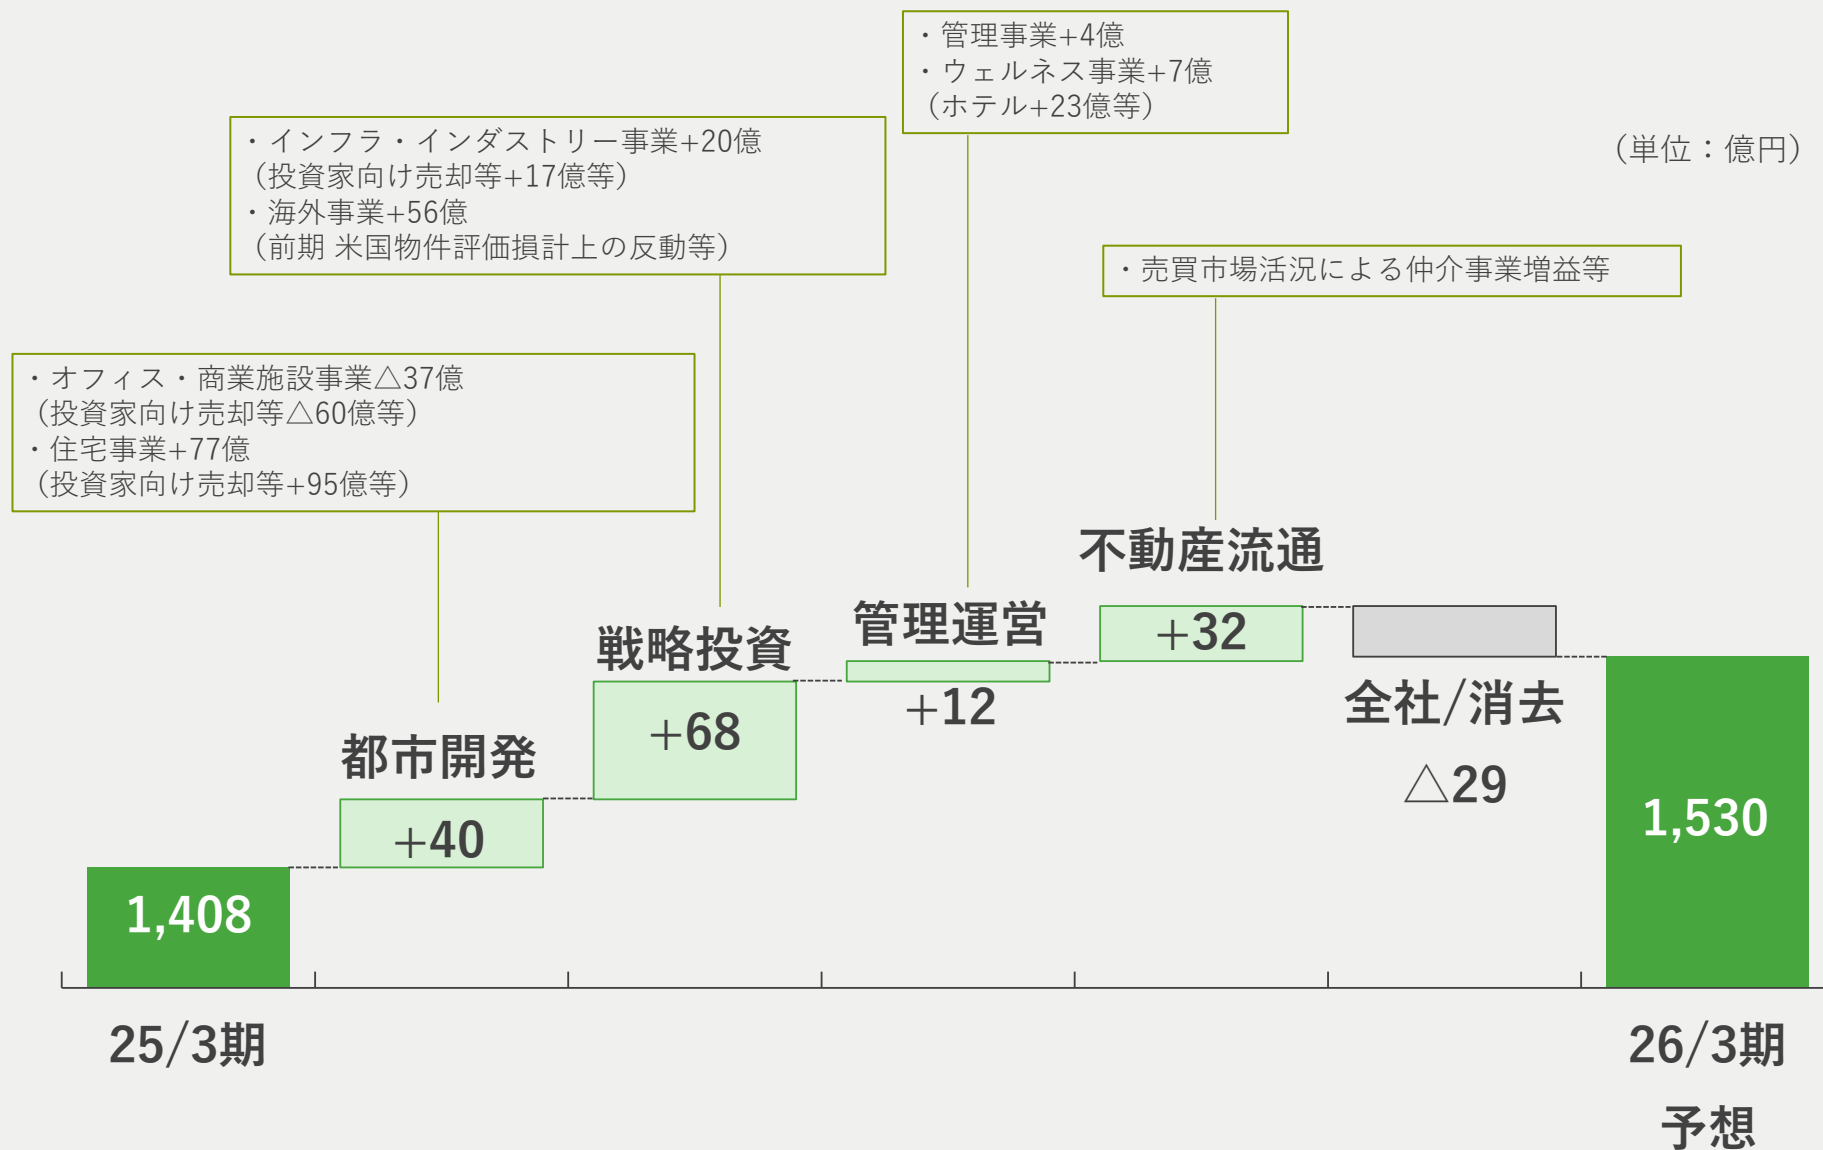 ・管理事業+4億
・ウェルネス事業+7億
（ホテル+23億等）
・インフラ・インダストリー事業+20億
（投資家向け売却等+17億等）
・海外事業+56億
（前期 米国物件評価損計上の反動等）
（単位：億円）
・売買市場活況による仲介事業増益等
・オフィス・商業施設事業△37億
（投資家向け売却等△60億等）
・住宅事業+77億
（投資家向け売却等+95億等）
不動産流通
+32
管理運営
+12
戦略投資
+68
都市開発
+40
全社/消去
△29
1,408
1,530
25/3期
26/3期
予想